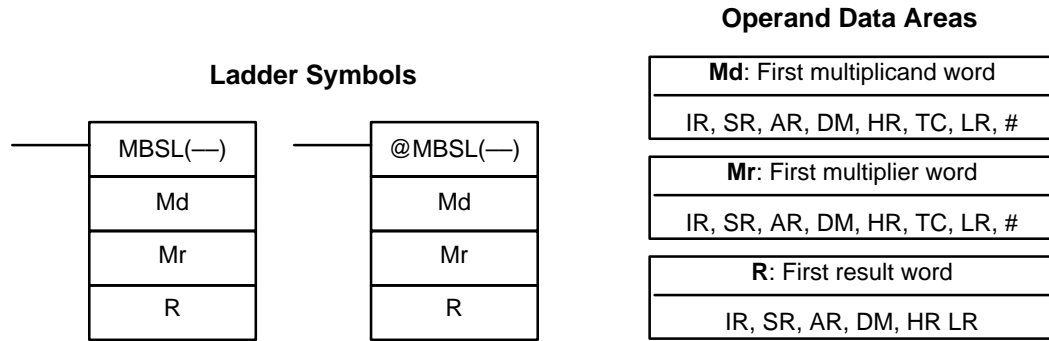 Operand Data Areas
Ladder Symbols
MBSL(—)
Md
Mr
R
@MBSL(—)
Md
Mr
R
Md: First multiplicand word
IR, SR, AR, DM, HR, TC, LR, #
Mr: First multiplier word
IR, SR, AR, DM, HR, TC, LR, #
R: First result word
IR, SR, AR, DM, HR LR